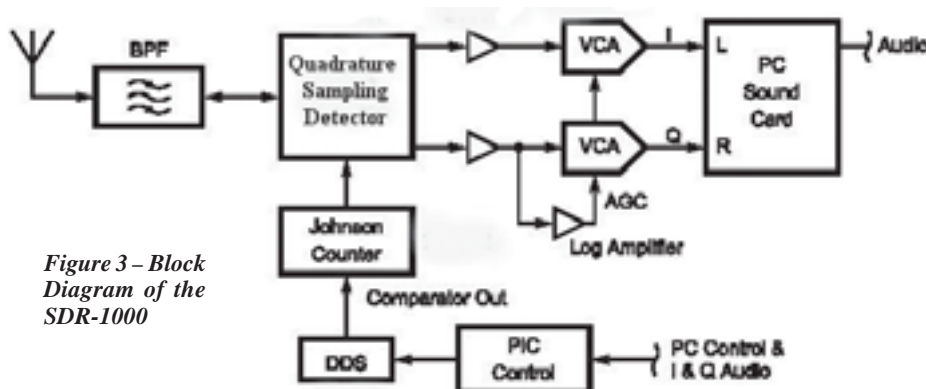 BPF
Quadrature
Sampling
Detector
VCA
I
L
PC
Sound
Card
Audio
VCA
Q
R
AGC
Log Amplifier
Johnson
Counter
Comparator Out
DDS
PIC
Control
PC Control &
I & Q Audio
Figure 3 – Block
Diagram of the
SDR-1000